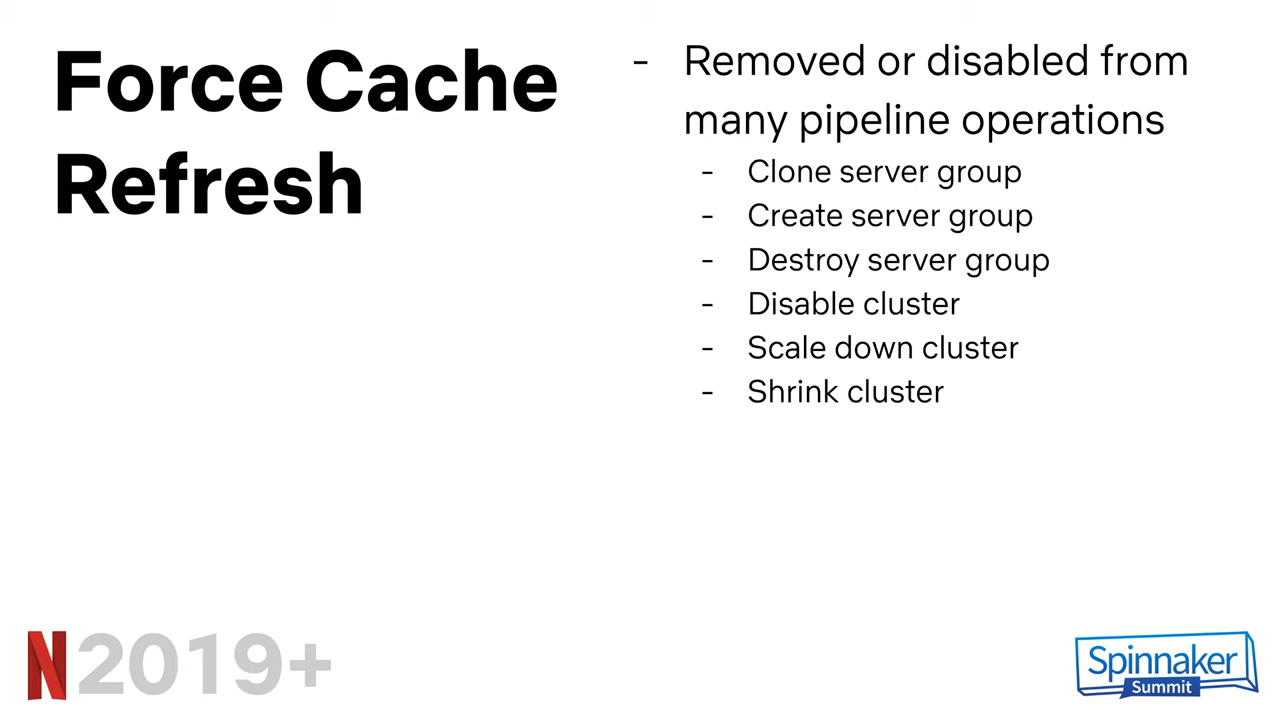 Force Cache
Refresh
- Removed or disabled from
many pipeline operations
- Clone server group
- Create server group
- Destroy server group
- Disable cluster
- Scale down cluster
- Shrink cluster
N 2019+
Spinnaker
Summit